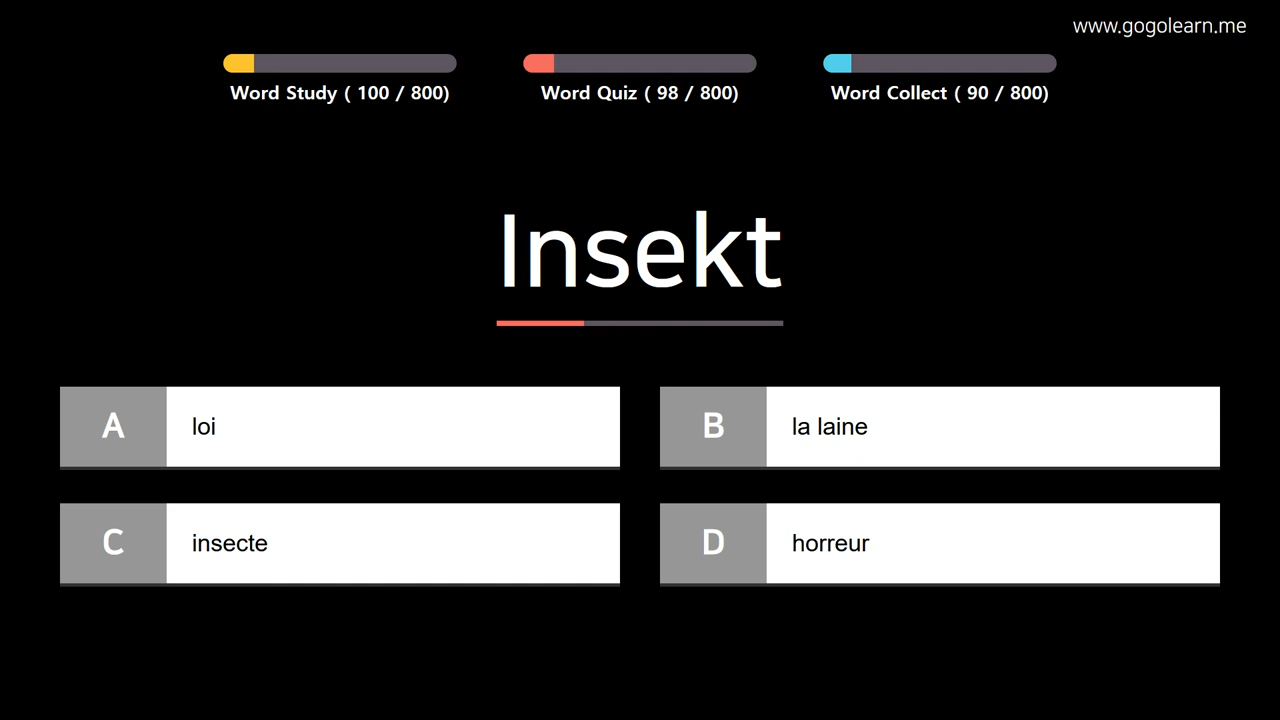 www.gogolearn.me
Word Study ( 100 / 800)
Word Quiz ( 98 / 800)
Word Collect ( 90 / 800)
Insekt
A loi
B la laine
C insecte
D horreur